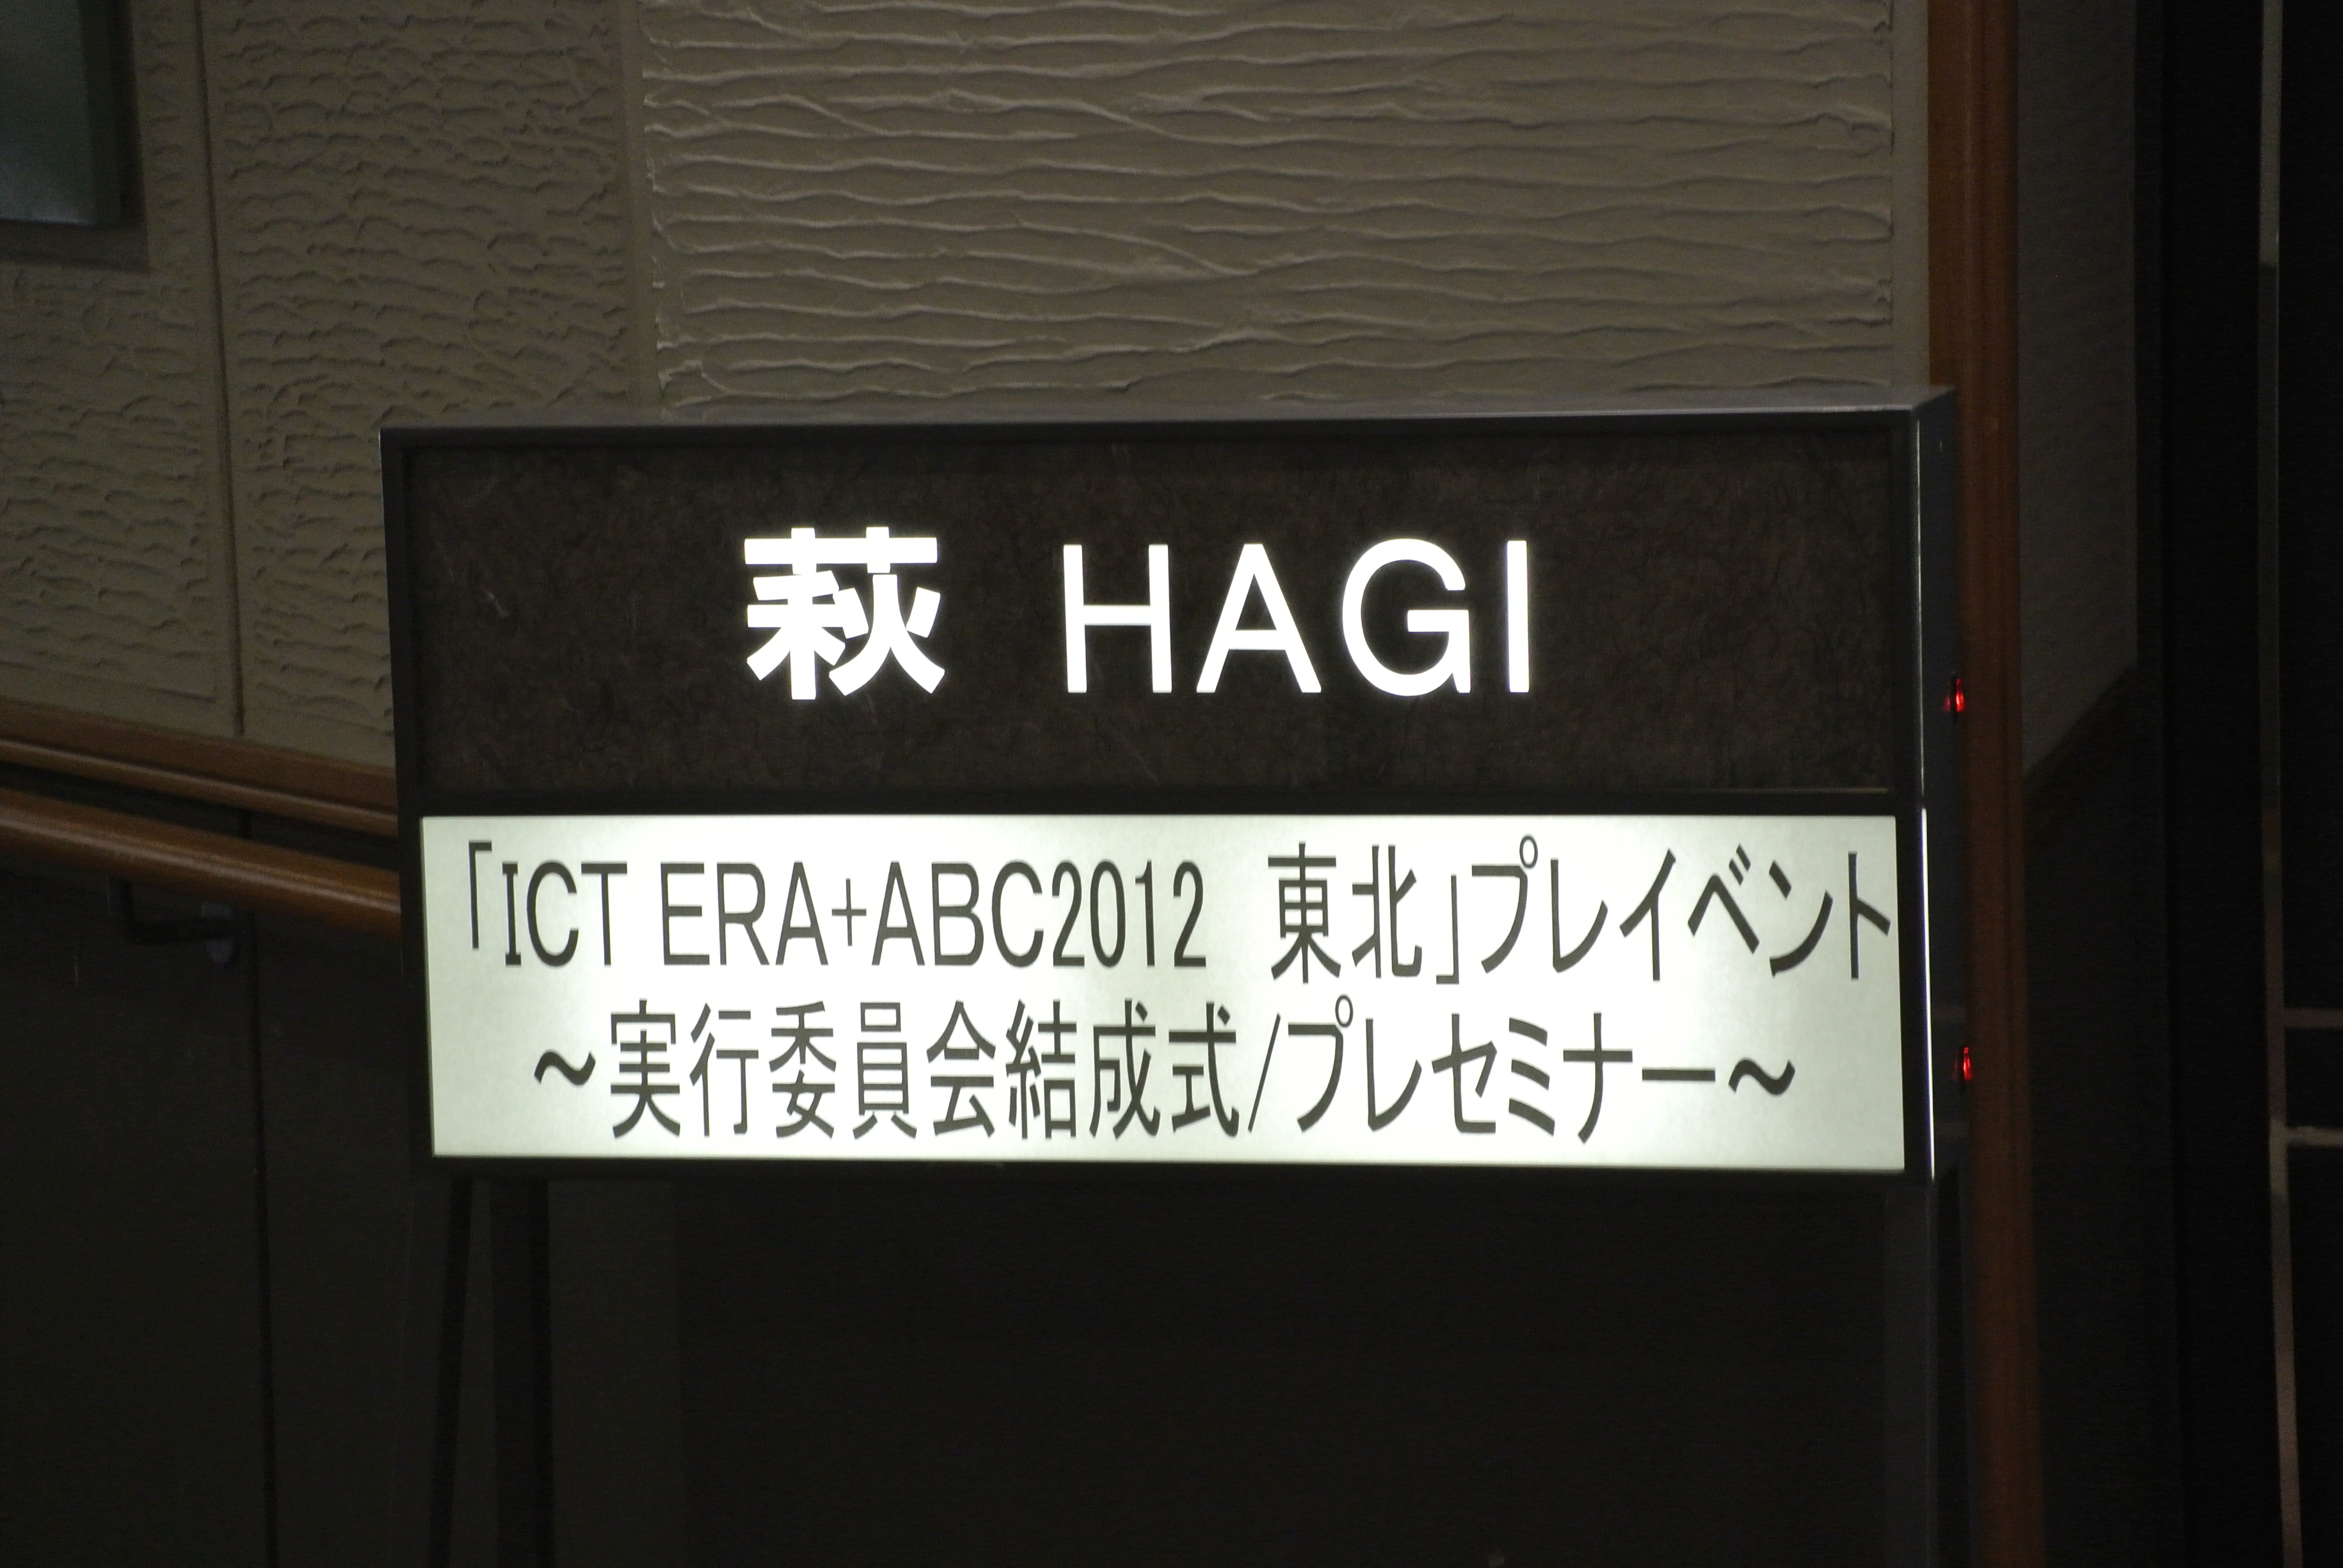 萩 HAGI
「ICT ERA+ABC2012　東北」プレイベント
～実行委員会結成式/プレセミナー～